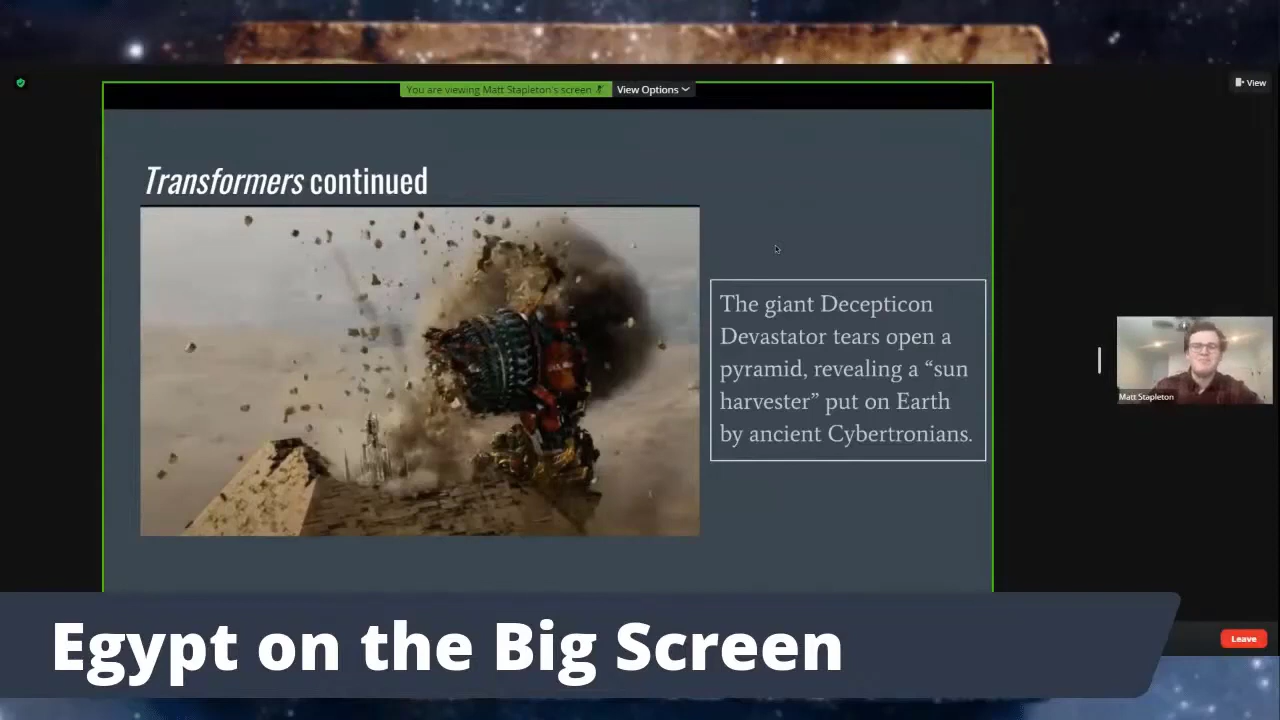 You are viewing Matt Stapleton's screen
View Options
View
Transformers continued
The giant Decepticon
Devastator tears open a
pyramid, revealing a “sun
harvester” put on Earth
by ancient Cybertronians.
Matt Stapleton
Egypt on the Big Screen
Leave